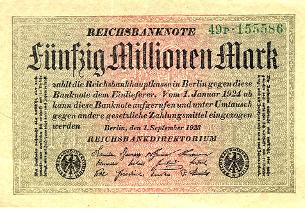 REICHSBANKNOTE
49P·155586
Fünfzig Millionen Mark
zahlt die Reichsbankhauptkasse in Berlin gegen diese
Banknote dem Einlieferer. Vom 1. Januar 1924 ab
kann diese Banknote aufgerufen und unter Umtausch
gegen andere gesetzliche Zahlungsmittel eingezogen
werden
Berlin, den 1. September 1923
REICHSBANKDIREKTORIUM